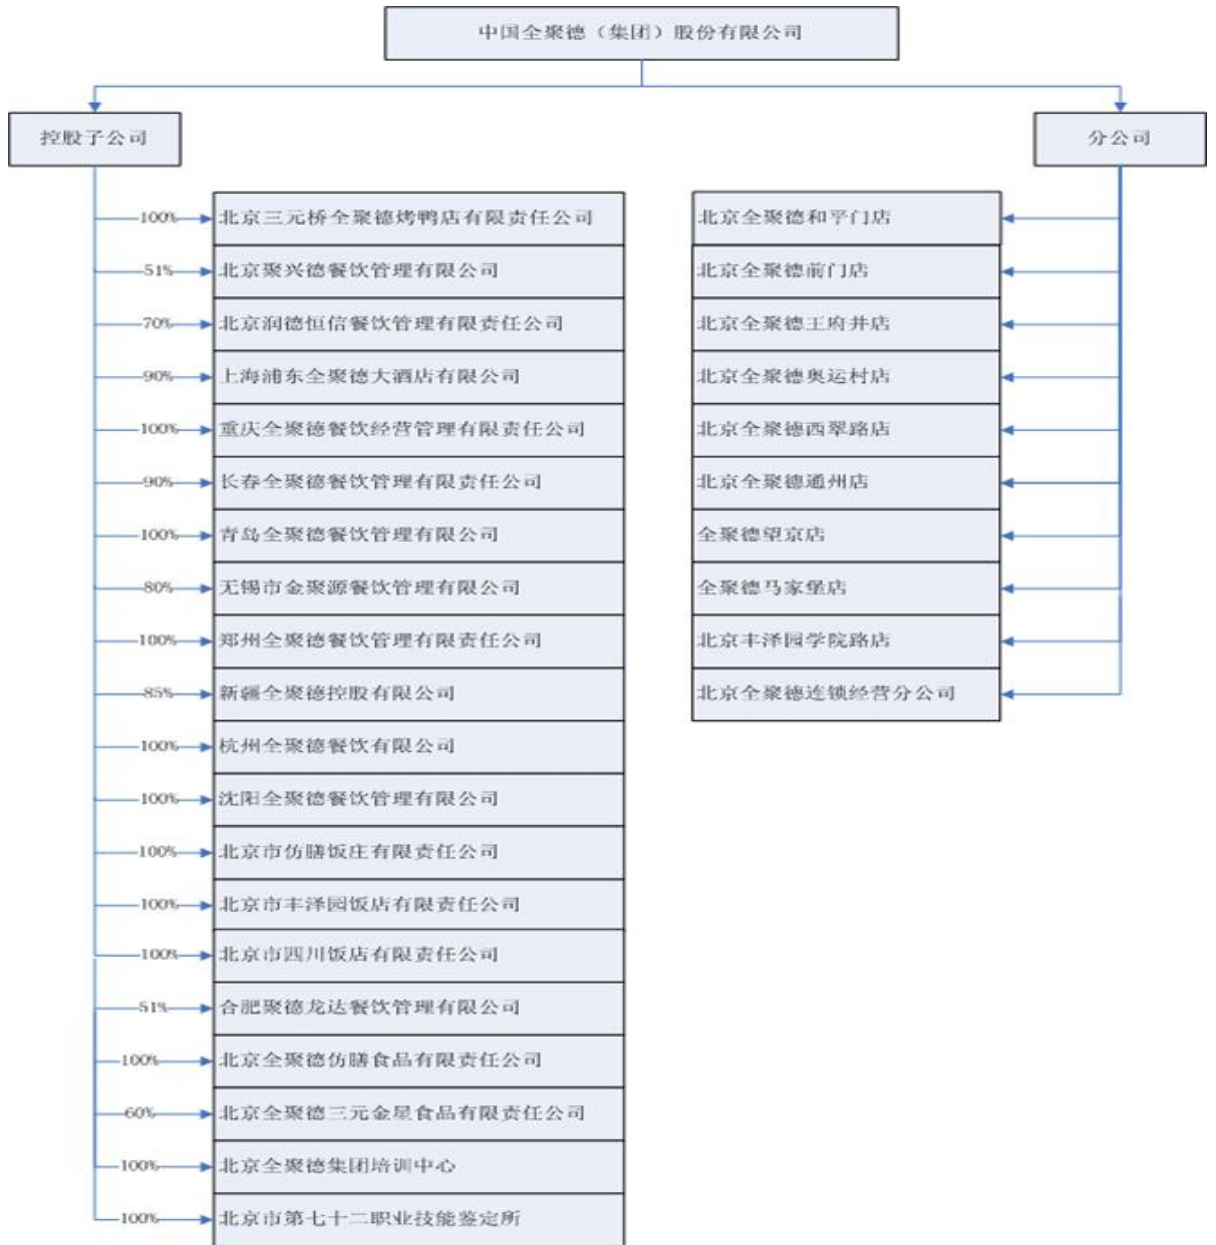 中国全聚德（集团）股份有限公司
控股子公司
分公司
100%
北京三元桥全聚德烤鸭店有限责任公司
51%
北京聚兴德餐饮管理有限公司
70%
北京润德恒信餐饮管理有限责任公司
90%
上海浦东全聚德大酒店有限公司
100%
重庆全聚德餐饮经营管理有限责任公司
90%
长春全聚德餐饮管理有限责任公司
100%
青岛全聚德餐饮管理有限公司
80%
无锡市金聚源餐饮管理有限公司
100%
郑州全聚德餐饮管理有限责任公司
85%
新疆全聚德控股有限公司
100%
杭州全聚德餐饮有限公司
100%
沈阳全聚德餐饮管理有限公司
100%
北京市仿膳饭庄有限责任公司
100%
北京市丰泽园饭店有限责任公司
100%
北京市四川饭店有限责任公司
51%
合肥聚德龙达餐饮管理有限公司
100%
北京全聚德仿膳食品有限责任公司
60%
北京全聚德三元金星食品有限责任公司
100%
北京全聚德集团培训中心
100%
北京市第七十二职业技能鉴定所
北京全聚德和平门店
北京全聚德前门店
北京全聚德王府井店
北京全聚德奥运村店
北京全聚德西翠路店
北京全聚德通州店
全聚德望京店
全聚德马家堡店
北京丰泽园学院路店
北京全聚德连锁经营分公司